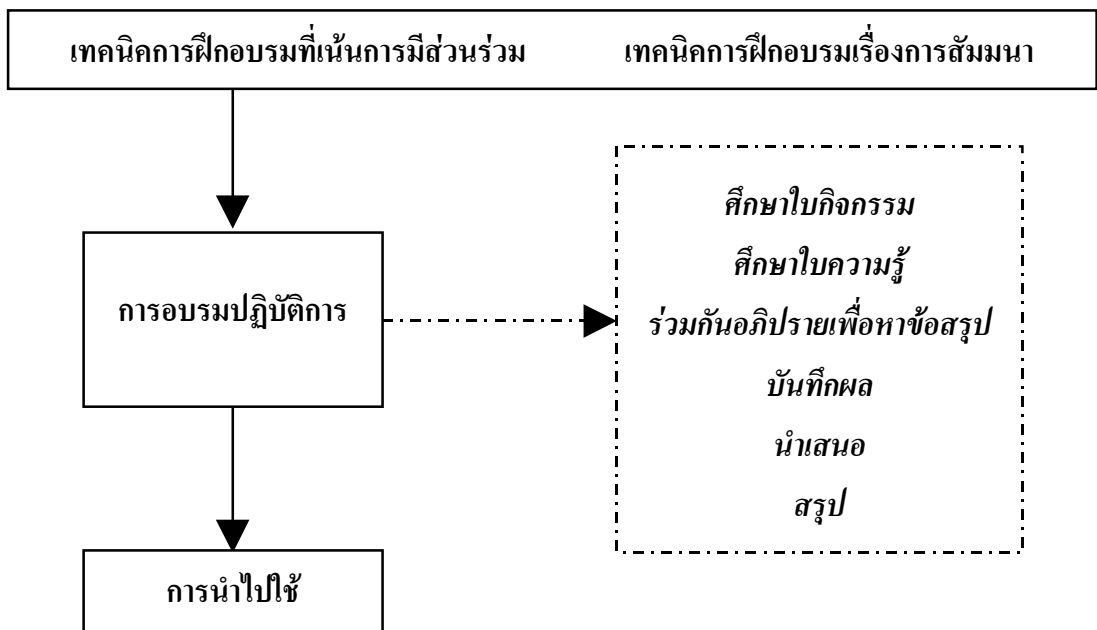 เทคนิคการฝึกอบรมที่เน้นการมีส่วนร่วม เทคนิคการฝึกอบรมเรื่องการสัมมนา
การอบรมปฏิบัติการ
ศึกษาใบกิจกรรม
ศึกษาใบความรู้
ร่วมกันอภิปรายเพื่อหาข้อสรุป
บันทึกผล
นำเสนอ
สรุป
การนำไปใช้